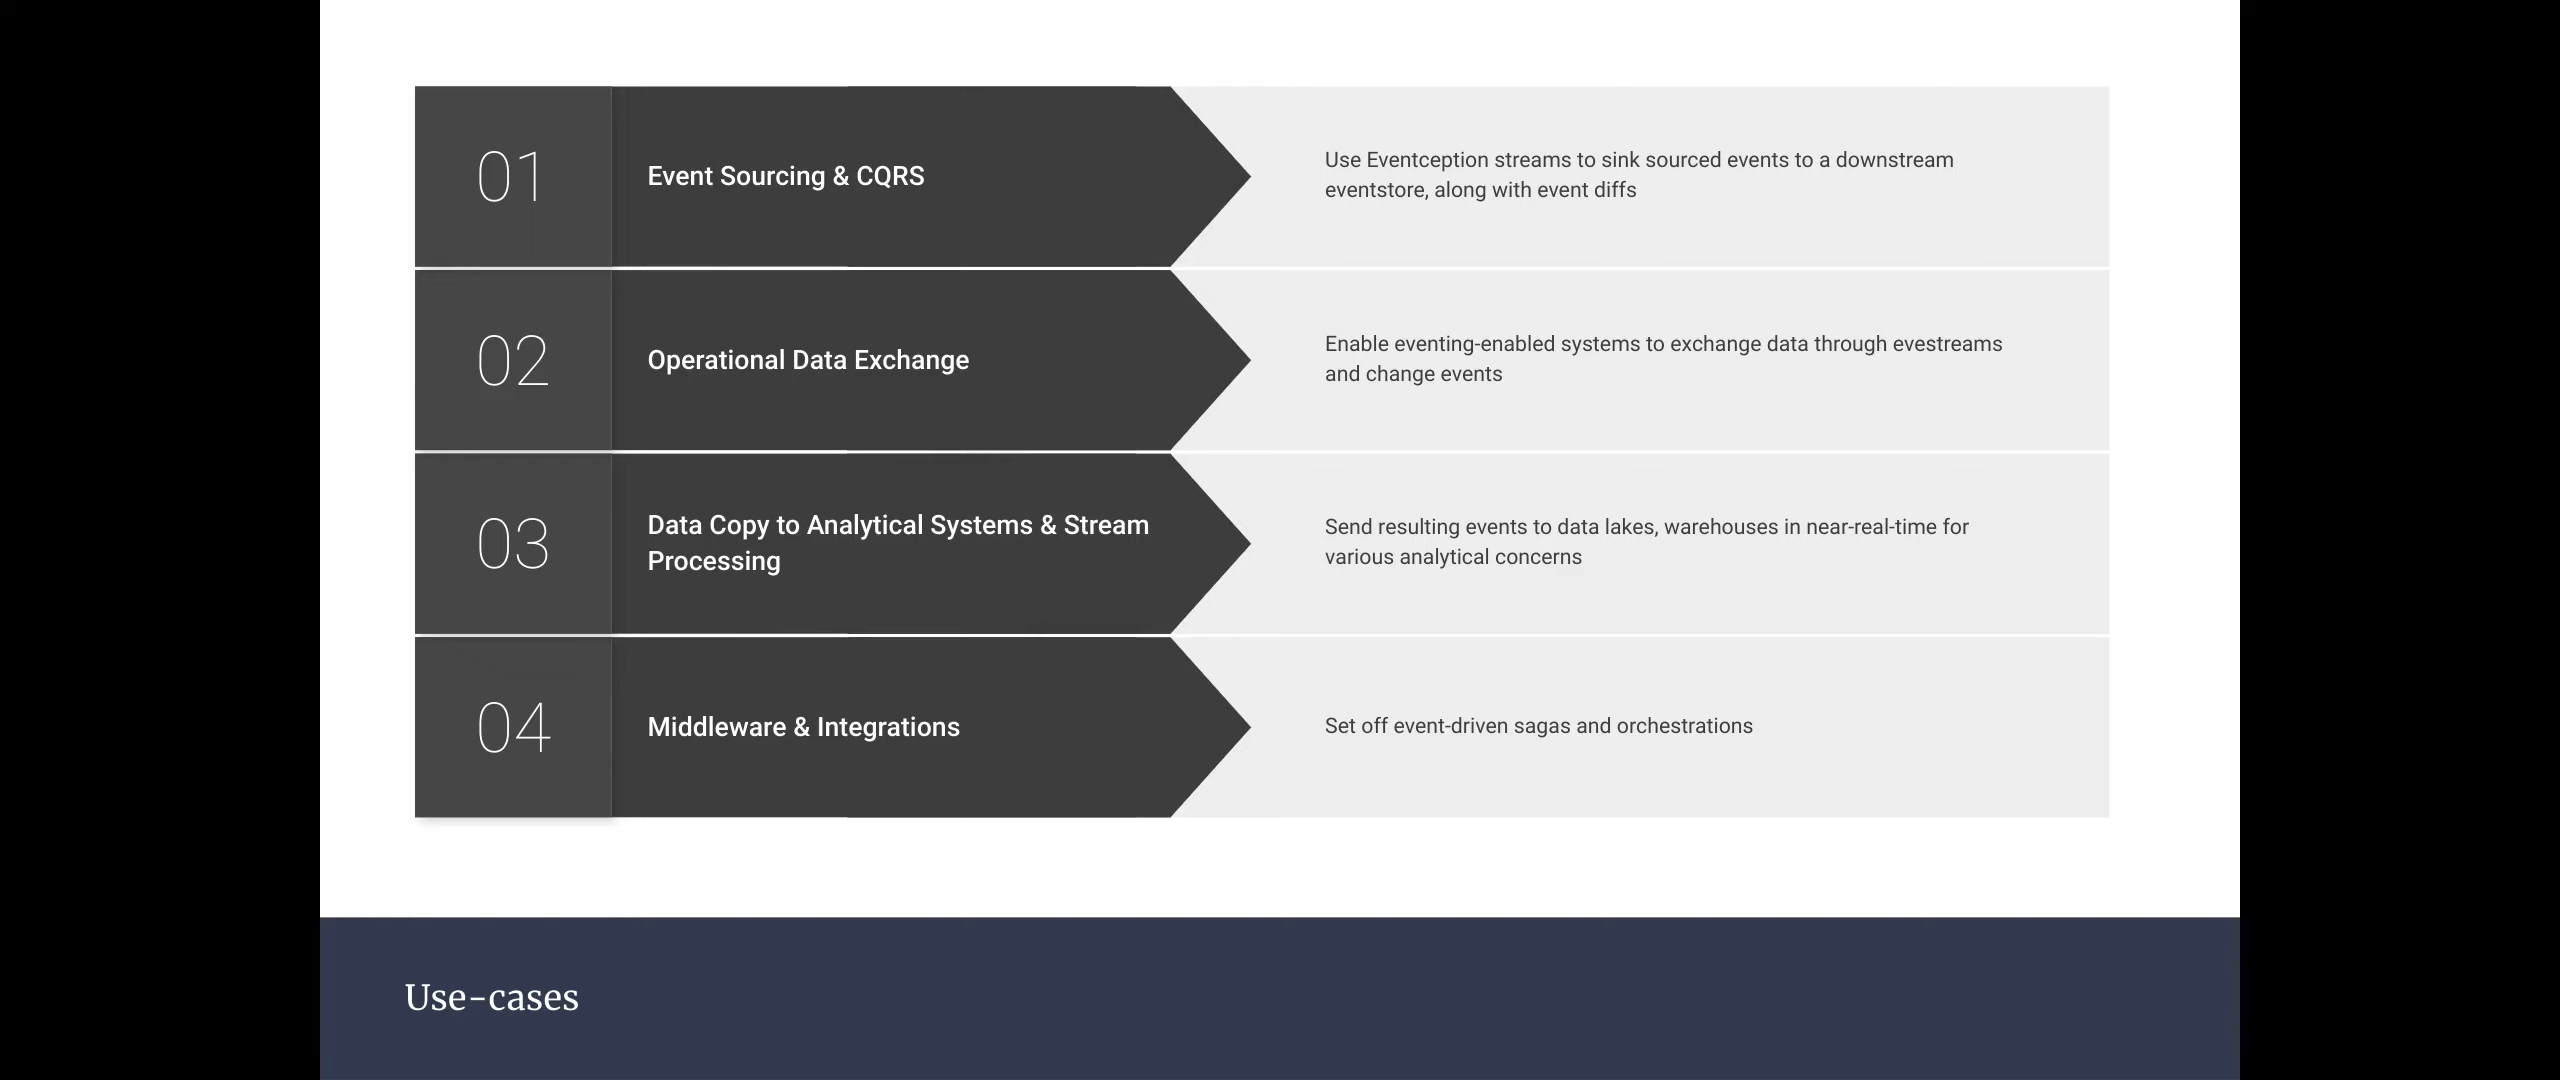 01
Event Sourcing & CQRS
Use Eventception streams to sink sourced events to a downstream
eventstore, along with event diffs
02
Operational Data Exchange
Enable eventing-enabled systems to exchange data through evestreams
and change events
03
Data Copy to Analytical Systems & Stream
Processing
Send resulting events to data lakes, warehouses in near-real-time for
various analytical concerns
04
Middleware & Integrations
Set off event-driven sagas and orchestrations
Use-cases